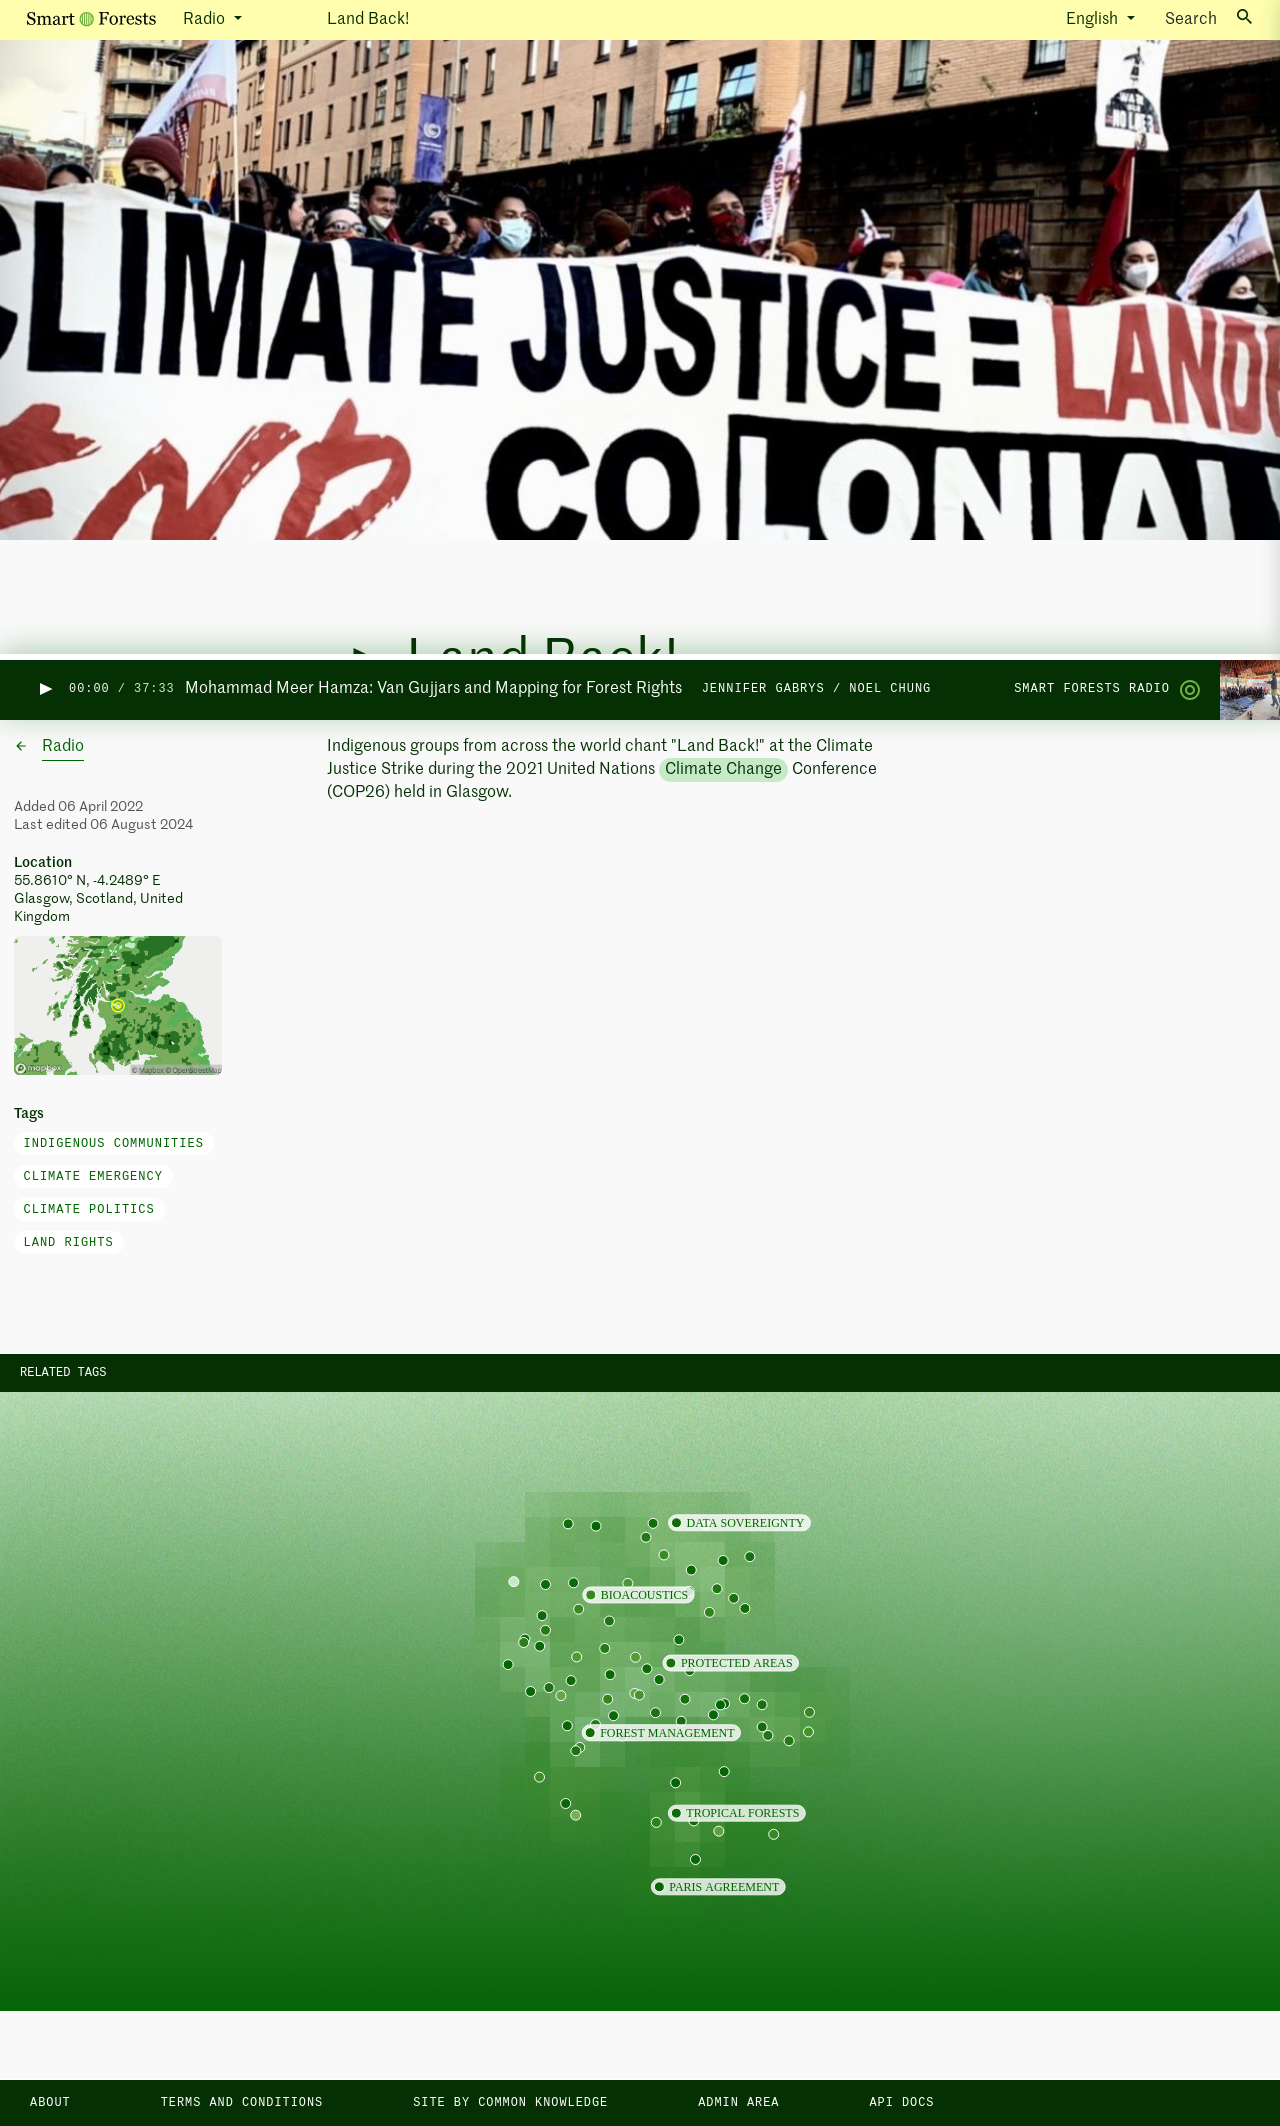 Smart Forests Radio Land Back! English Search
NO LIFE
CLIMATE JUSTICE = LAND
END COLONIAL
Land Back!
00:00 / 37:33 Mohammad Meer Hamza: Van Gujjars and Mapping for Forest Rights JENNIFER GABRYS / NOEL CHUNG SMART FORESTS RADIO
Radio
Indigenous groups from across the world chant "Land Back!" at the Climate
Justice Strike during the 2021 United Nations Climate Change Conference
(COP26) held in Glasgow.
Added 06 April 2022
Last edited 06 August 2024
Location
55.8610° N, -4.2489° E
Glasgow, Scotland, United
Kingdom
mapbox © Mapbox © OpenStreetMap
Tags
INDIGENOUS COMMUNITIES
CLIMATE EMERGENCY
CLIMATE POLITICS
LAND RIGHTS
RELATED TAGS
DATA SOVEREIGNTY
BIOACOUSTICS
PROTECTED AREAS
FOREST MANAGEMENT
TROPICAL FORESTS
PARIS AGREEMENT
ABOUT TERMS AND CONDITIONS SITE BY COMMON KNOWLEDGE ADMIN AREA API DOCS